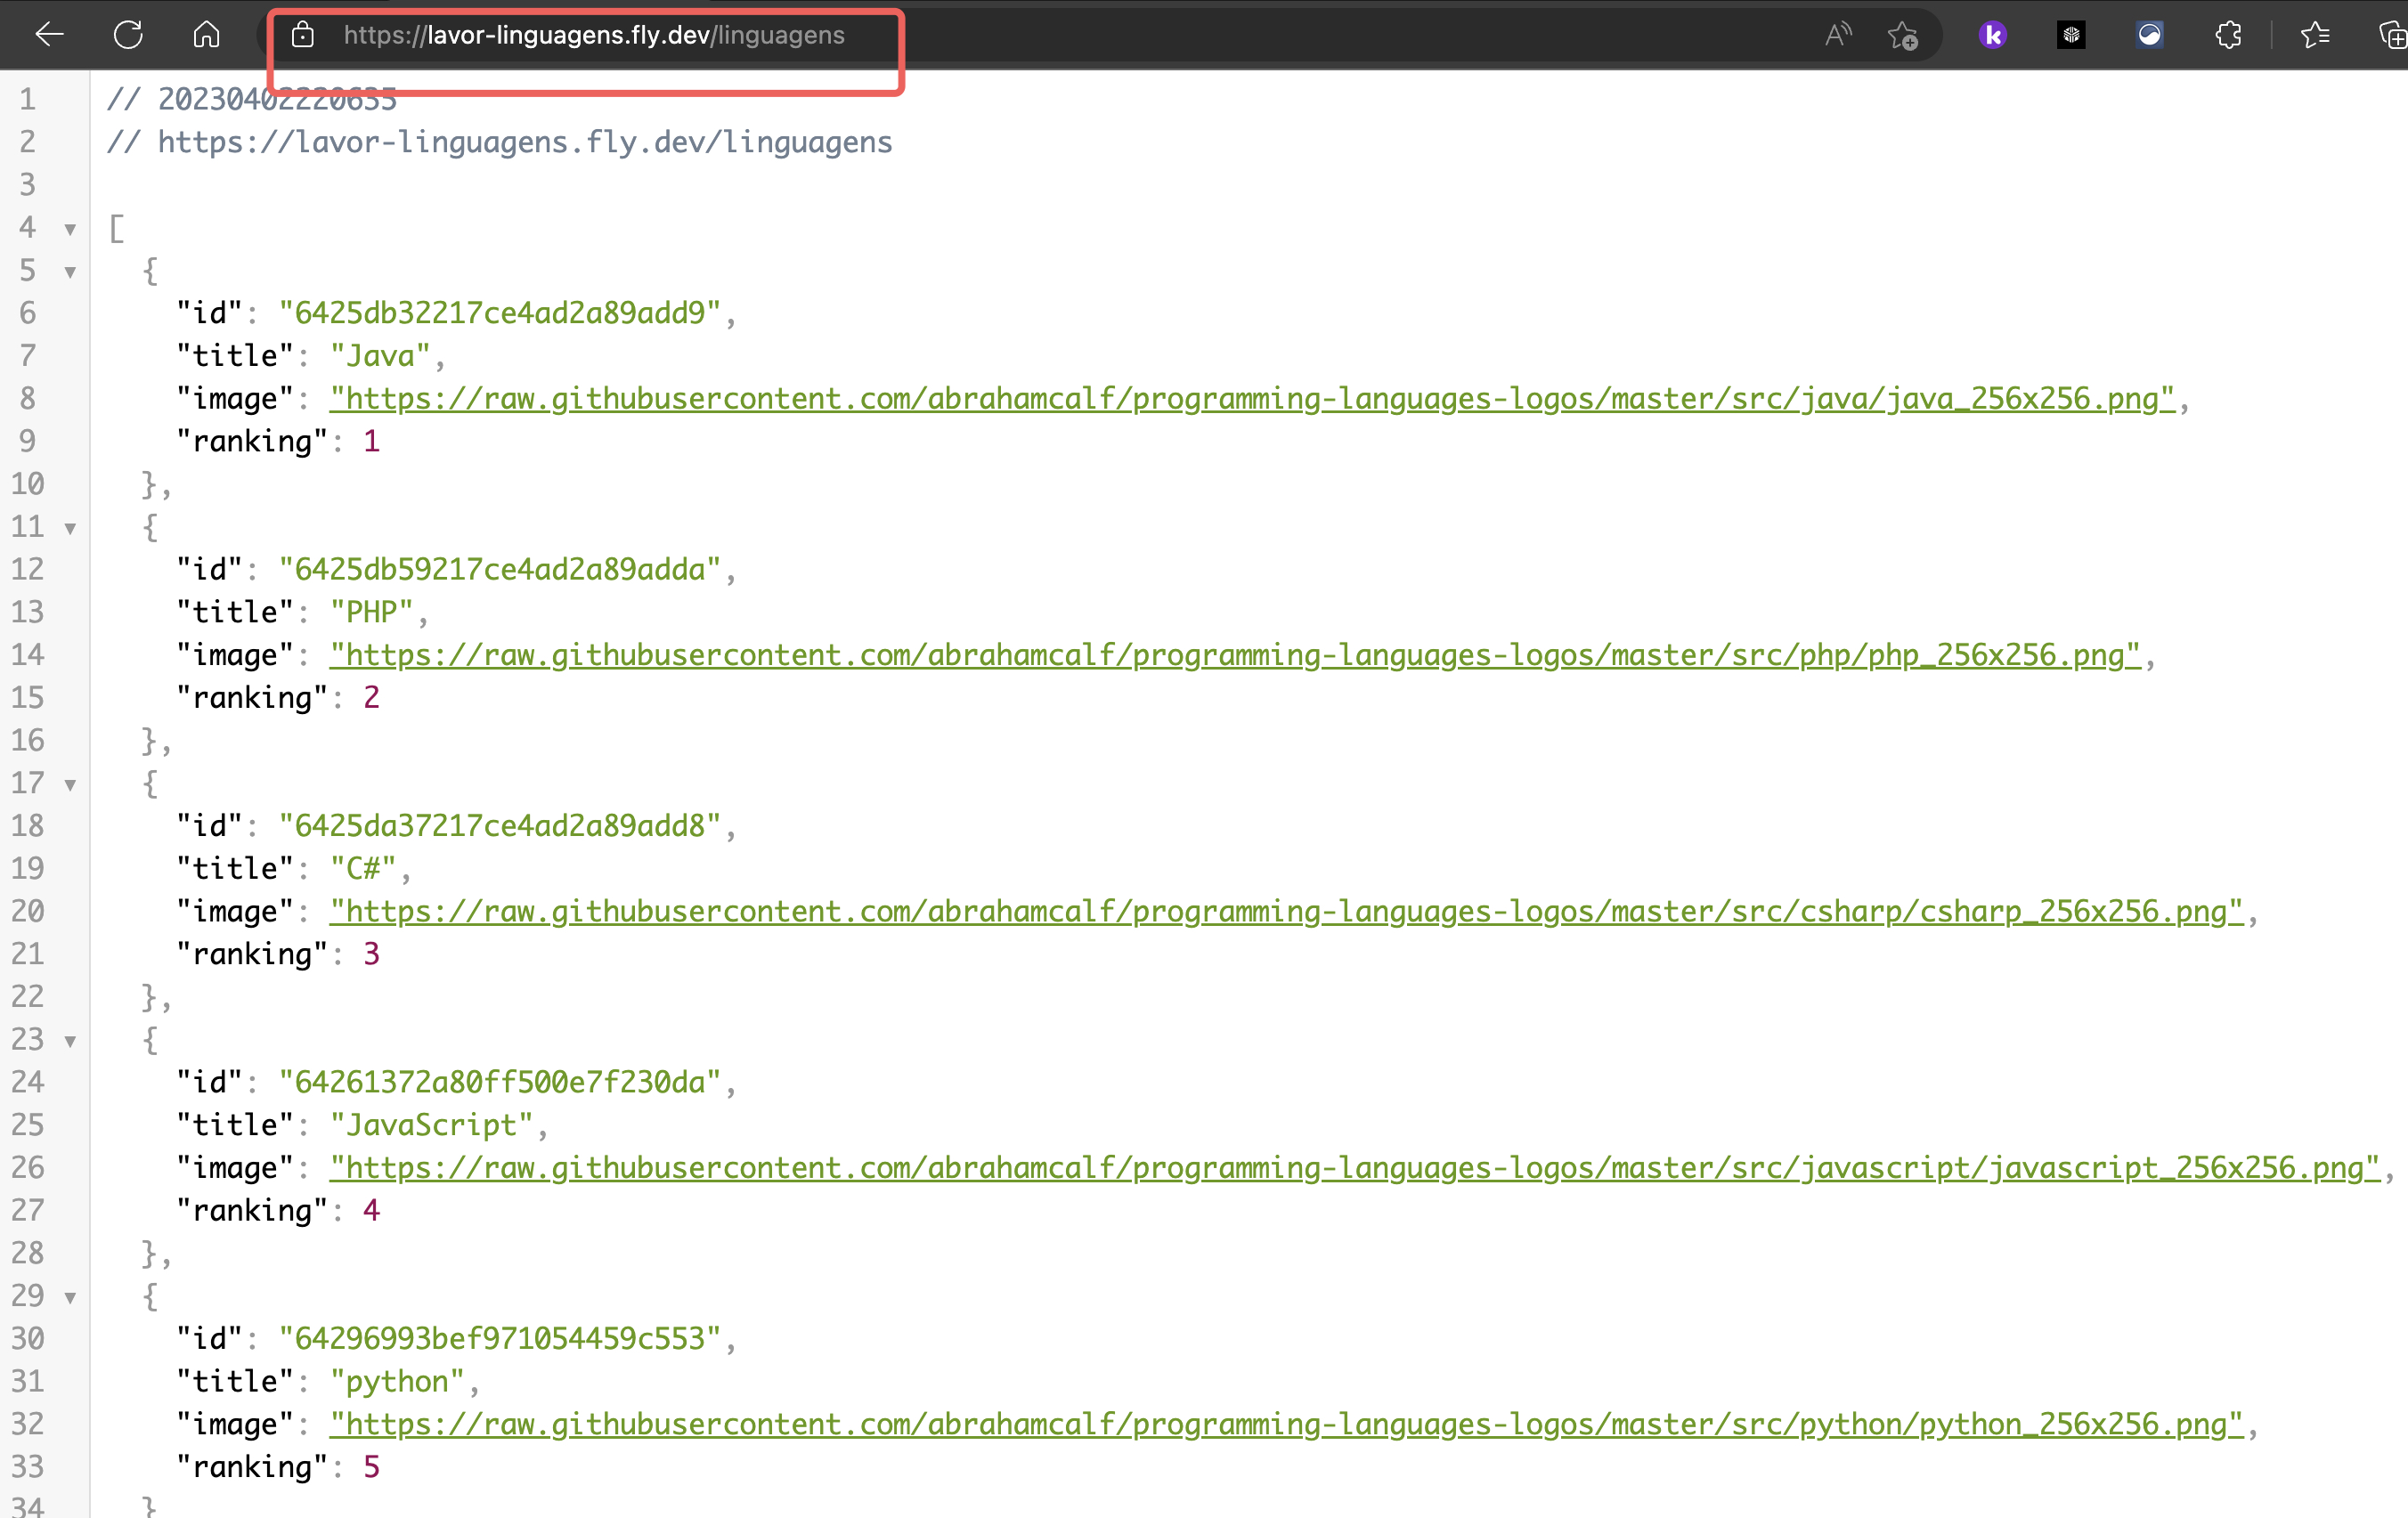 https://lavor-linguagens.fly.dev/linguagens
1 // 20230402220635
2 // https://lavor-linguagens.fly.dev/linguagens
3
4 [
5 {
6 "id": "6425db32217ce4ad2a89add9",
7 "title": "Java",
8 "image": "https://raw.githubusercontent.com/abrahamcalf/programming-languages-logos/master/src/java/java_256x256.png",
9 "ranking": 1
10 },
11 {
12 "id": "6425db59217ce4ad2a89adda",
13 "title": "PHP",
14 "image": "https://raw.githubusercontent.com/abrahamcalf/programming-languages-logos/master/src/php/php_256x256.png",
15 "ranking": 2
16 },
17 {
18 "id": "6425da37217ce4ad2a89add8",
19 "title": "C#",
20 "image": "https://raw.githubusercontent.com/abrahamcalf/programming-languages-logos/master/src/csharp/csharp_256x256.png",
21 "ranking": 3
22 },
23 {
24 "id": "64261372a80ff500e7f230da",
25 "title": "JavaScript",
26 "image": "https://raw.githubusercontent.com/abrahamcalf/programming-languages-logos/master/src/javascript/javascript_256x256.png",
27 "ranking": 4
28 },
29 {
30 "id": "64296993bef971054459c553",
31 "title": "python",
32 "image": "https://raw.githubusercontent.com/abrahamcalf/programming-languages-logos/master/src/python/python_256x256.png",
33 "ranking": 5
34 }